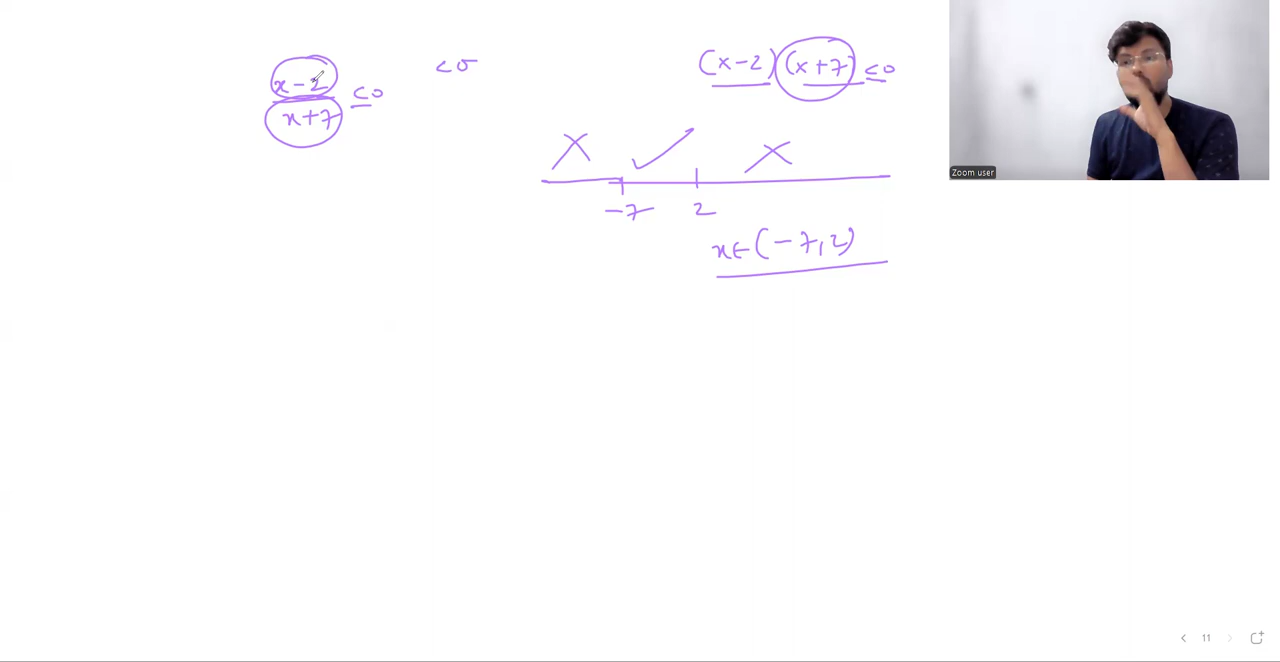 x-2
x+7
≤0
<0
(x-2)(x+7)≤0
-7
2
x∈(-7,2)
Zoom user
11